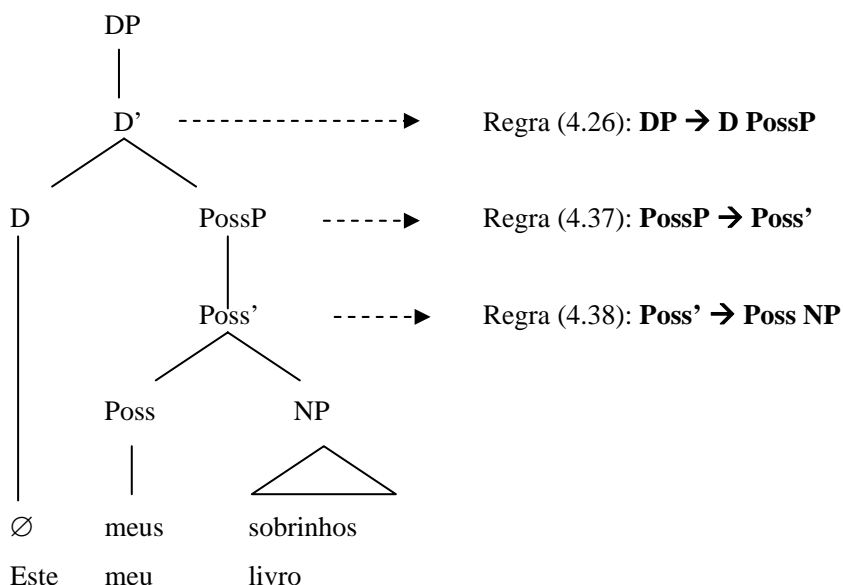 DP
D’ Regra (4.26): DP → D PossP
D PossP Regra (4.37): PossP → Poss’
Poss’ Regra (4.38): Poss’ → Poss NP
Poss NP
∅ meus sobrinhos
Este meu livro